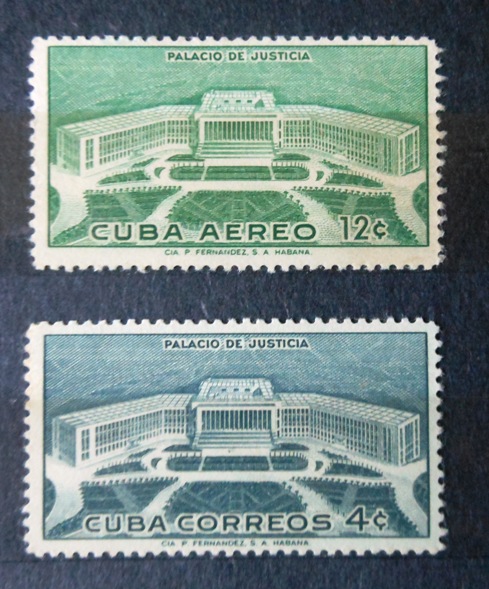 PALACIO DE JUSTICIA
CUBA AEREO 12¢
CIA. P. FERNANDEZ, S. A. HABANA.
PALACIO DE JUSTICIA
CUBA CORREOS 4¢
CIA. P. FERNANDEZ, S. A. HABANA.